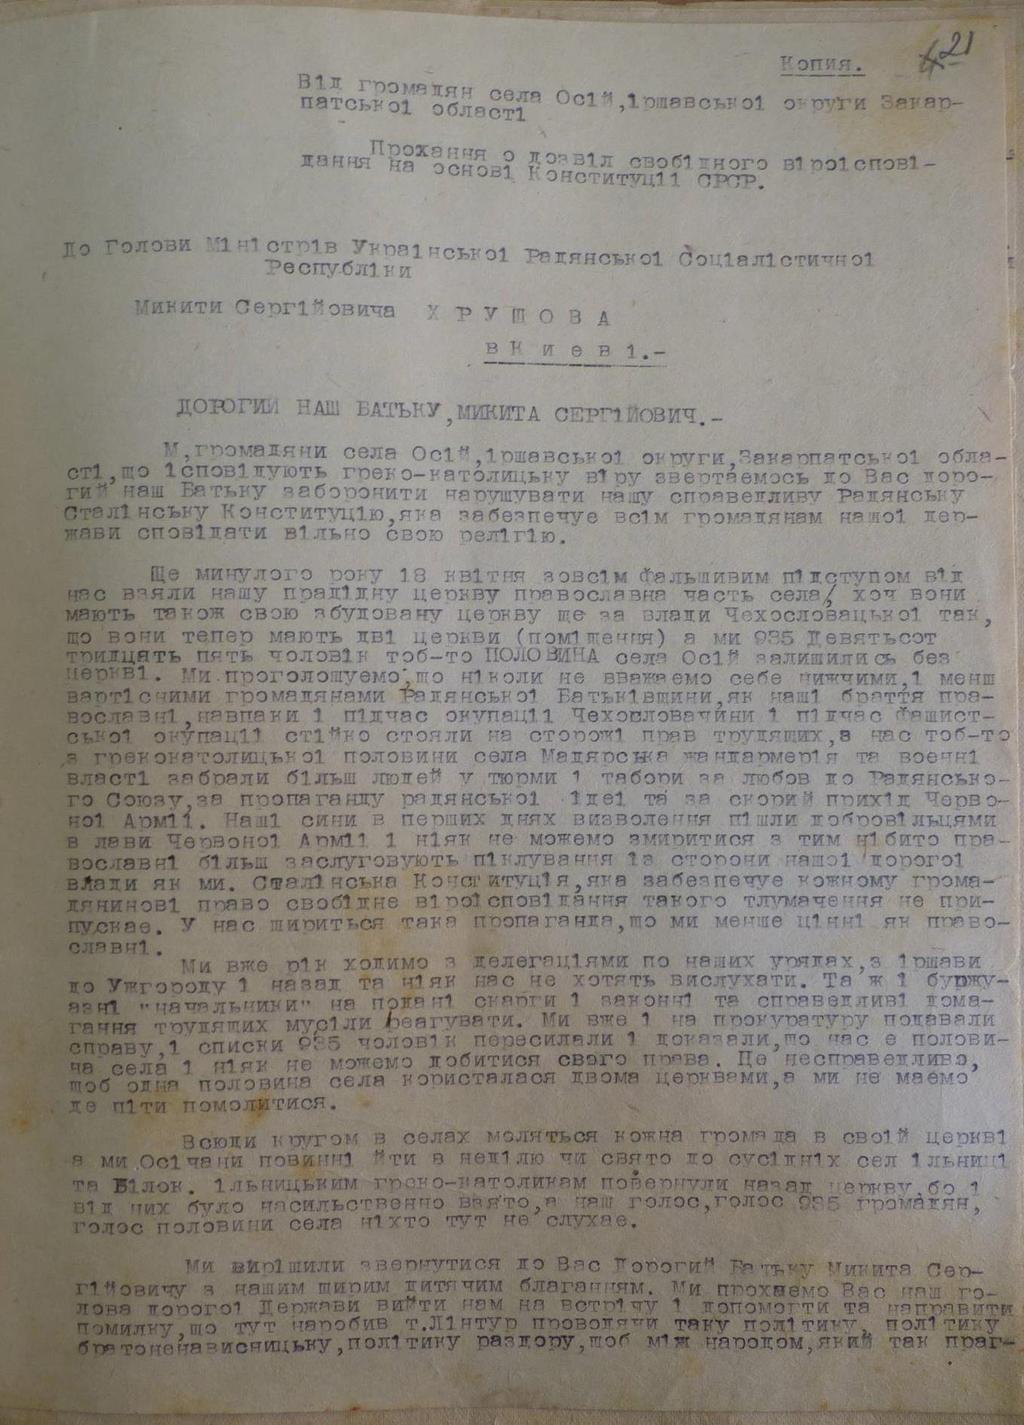 Копия.
21
Від громадян села Осій,Іршавської округи Закар-
патської області
Прохання о дозвіл свобідного віроіспові-
дання на основі Конституції СРСР.
До Голови Міністрів Української Радянської Соціалістичної
Республіки
Микити Сергійовича Х Р У Щ О В А
в К и е в і.-
ДОРОГИЙ НАШ БАТЬКУ,МИКИТА СЕРГІЙОВИЧ.-
М,громадяни села Осій,Іршавської округи,Закарпатської обла-
сті,що ісповідують греко-католицьку віру звертаемось до Вас доро-
гий наш Батьку заборонити нарушувати нашу справедливу Радянську
Сталінську Конституцію,яка забезпечуе всім громадянам нашої дер-
жави сповідати вільно свою релігію.
Ще минулого року 18 квітня зовсім фальшивим підступом від
нас взяли нашу прадідну церкву православна часть села/ хоч вони
мають також свою збудовану церкву ще за влади Чехословацької так,
що вони тепер мають дві церкви (поміщення) а ми 935 Девятьсот
тридцять пять чоловік тоб-то ПОЛОВИНА села Осій залишились без
церкві. Ми проголошуемо,що ніколи не вважаемо себе нижчими,і менш
вартісними громадянами Радянської Батьківщини,як наші браття пра-
вославні,навпаки і підчас окупації Чехословаччини і підчас фашист-
ської окупації стійко стояли на сторожі прав трудящих,в нас тоб-то
з грекокатолицької половини села Мадярська жандармерія та военні
власті забрали більш людей у тюрми і табори за любов до Радянсько-
го Союзу,за пропаганду радянської ідеі та за скорий прихід Черво-
ної Армії. Наші сини в перших днях визволення пішли добровільцями
в лави Червоної Армії і ніяк не можемо змиритися з тим нібито пра-
вославні більш заслуговують піклування із сторони нашої дорогої
влади як ми. Сталінська Конституція,яка забезпечуе кожному грома-
дянинові право свобідне віроісповідання такого тлумачення не при-
пускае. У нас шириться така пропаганда,що ми менше цінні як право-
славні.
Ми вже рік ходимо з делегаціями по наших урядах,з Іршави
до Ужгороду і назад та ніяк нас не хотять вислухати. Та ж і буржу-
азні "начальники" на подані скарги і законні та справедливі дома-
гання трудящих мусіли реагувати. Ми вже і на прокуратуру подавали
справу,і списки 935 чоловік пересилали і доказали,що нас е полови-
на села і ніяк не можемо добитися свого права. Це несправедливо,
щоб одна половина села користалася двома церквами,а ми не маемо
де піти помолитися.
Всюди кругом в селах моляться кожна громада в своїй церкві
а ми Осічани повинні йти в неділю чи свято до сусідніх сел Ільниці
та Білок. Ільницьким греко-католикам повернули назад церкву,бо і
від них було насильственно взято,а наш голос,голос 935 громадян,
голос половини села ніхто тут не слухае.
Ми вирішили звернутися до Вас Дорогий Батьку Микита Сер-
гійовичу з нашим щирим дитячим благанням. Ми прохаемо Вас наш го-
лова дорогої Держави вийти нам на встрічу і допомогти та направити
помилку,що тут наробив т.Лінтур проводячи таку політику, політику
братоненависницьку,політику раздору,щоб між народом,який так праг-